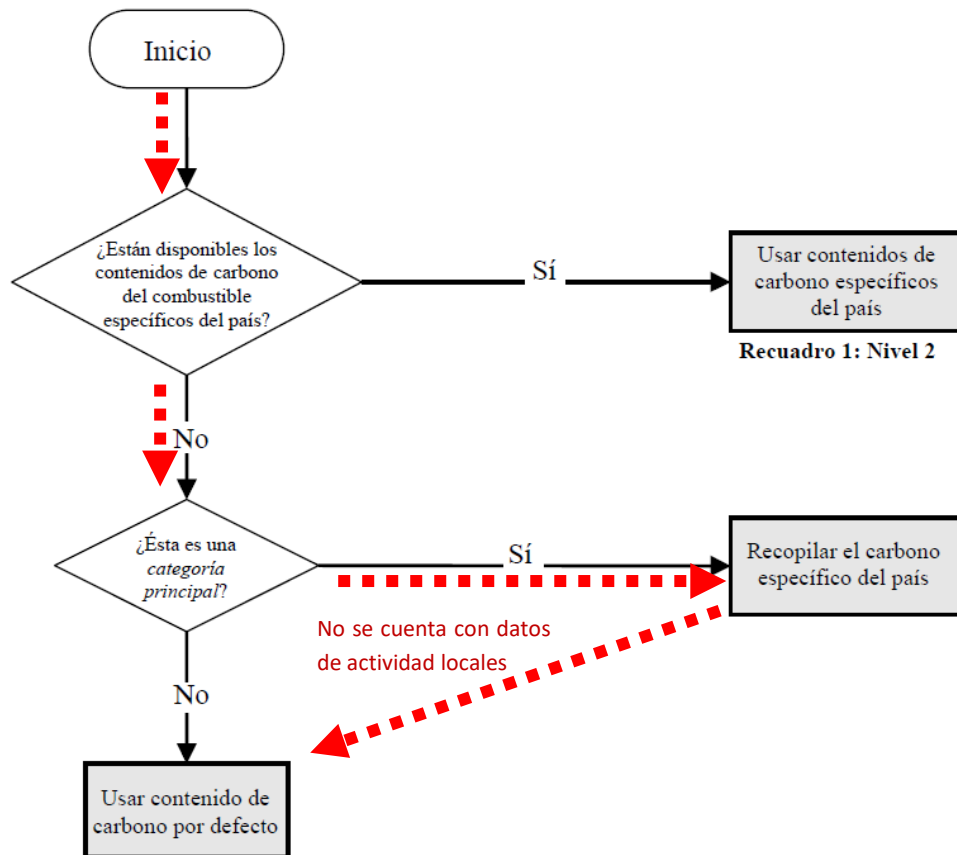 Inicio
¿Están disponibles los
contenidos de carbono
del combustible
específicos del país?
Sí
Usar contenidos de
carbono específicos
del país
Recuadro 1: Nivel 2
No
¿Ésta es una
categoría
principal?
Sí
Recopilar el carbono
específico del país
No se cuenta con datos
de actividad locales
No
Usar contenido de
carbono por defecto